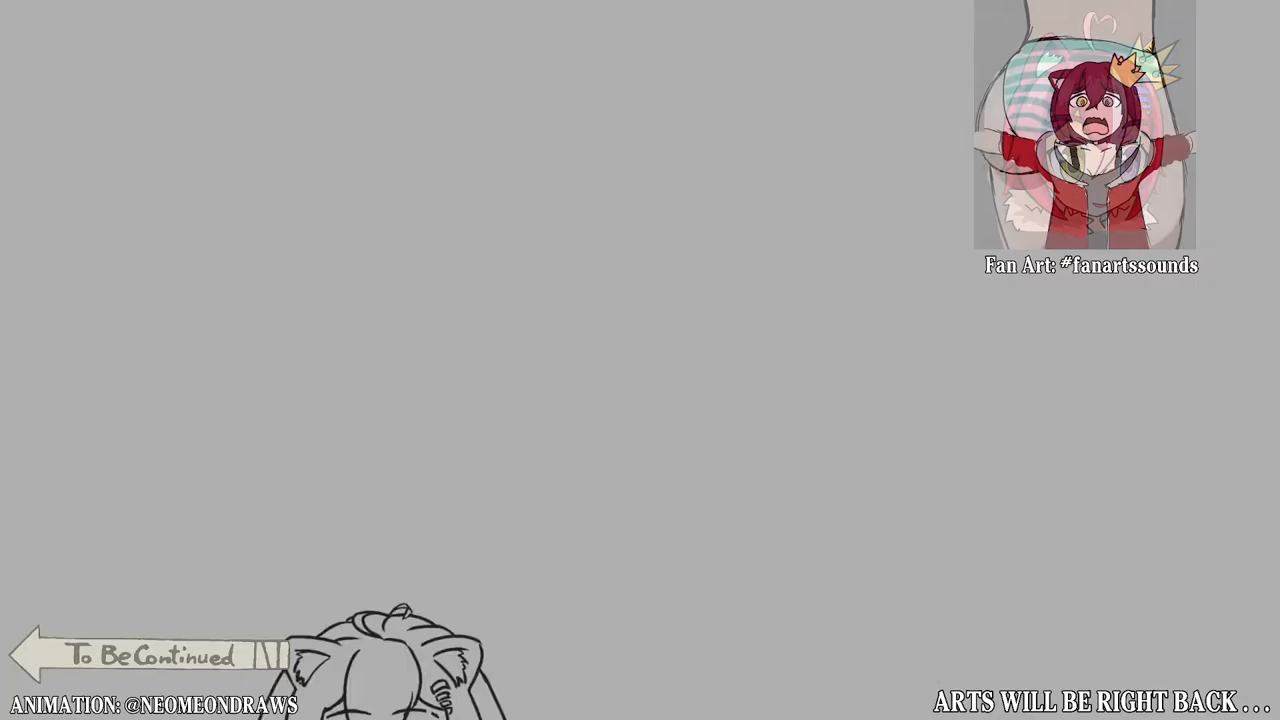 Fan Art: #fanartssounds
To Be Continued
ANIMATION: @NEOMEONDRAWS
ARTS WILL BE RIGHT BACK . . .